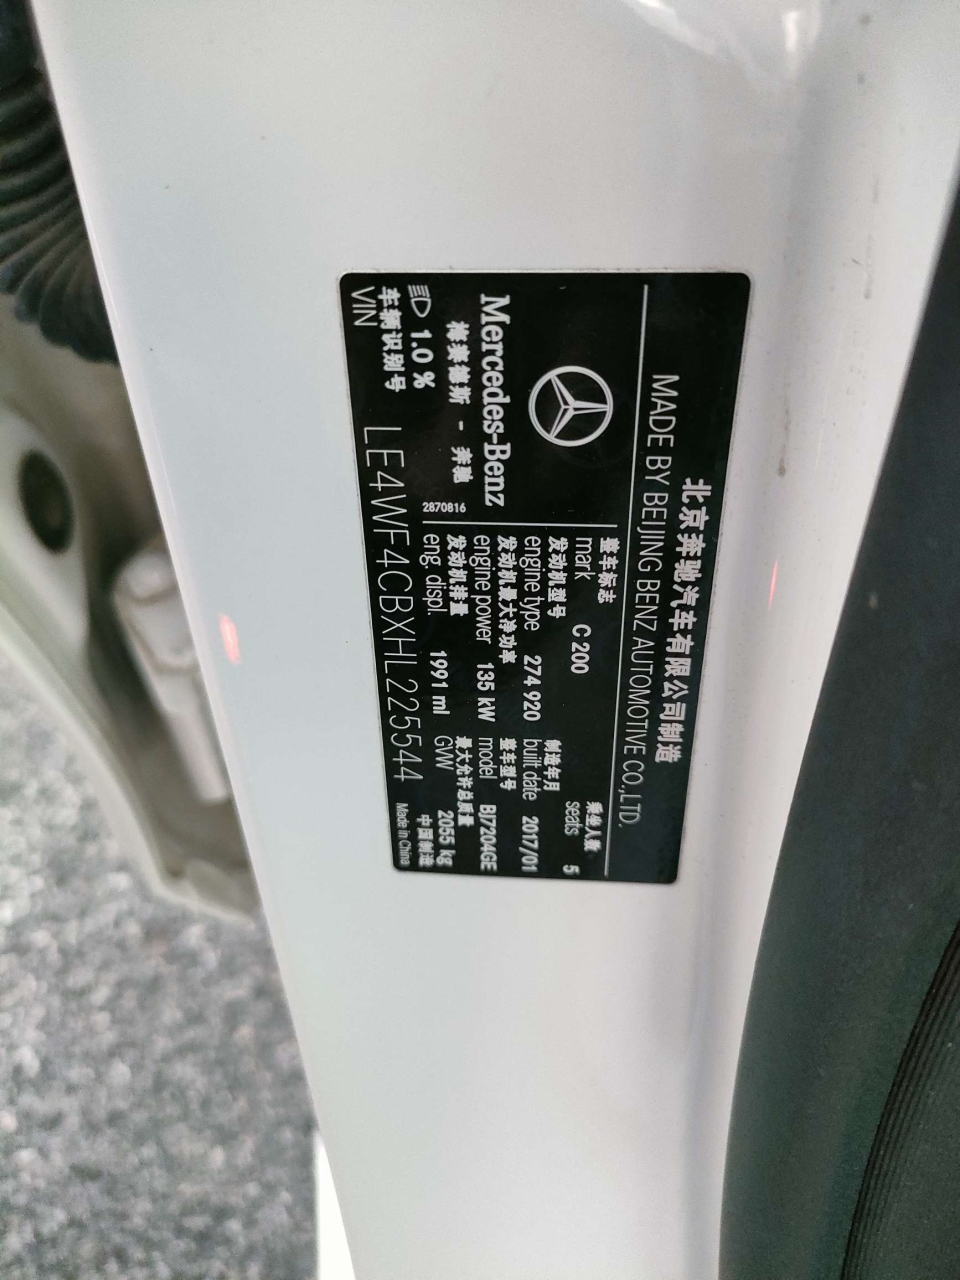 北京奔驰汽车有限公司制造
MADE BY BEIJING BENZ AUTOMOTIVE CO.,LTD.
Mercedes-Benz
梅赛德斯 - 奔驰
1.0 %
2870816
整车标志
mark C 200
乘坐人数
seats 5
发动机型号
engine type 274 920
制造年月
built date 2017/01
发动机最大净功率
engine power 135 kW
整车型号
model BJ7204GE
发动机排量
eng. displ. 1991 ml
最大允许总质量
GVW 2055 kg
车辆识别号
VIN LE4WF4CBXHL225544
中国制造
Made in China